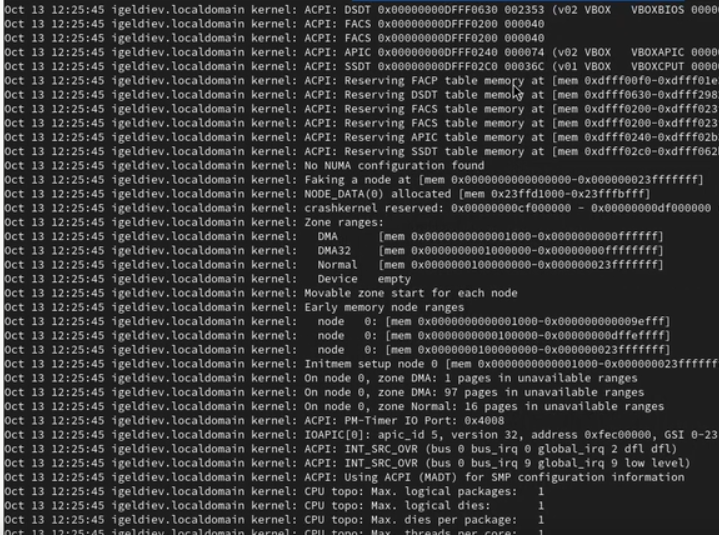 Oct 13 12:25:45 igeldiev.localdomain kernel: ACPI: DSDT 0x00000000DFFF0630 002353 (v02 VBOX   VBOXBIOS 0000
Oct 13 12:25:45 igeldiev.localdomain kernel: ACPI: FACS 0x00000000DFFF0200 000040
Oct 13 12:25:45 igeldiev.localdomain kernel: ACPI: FACS 0x00000000DFFF0200 000040
Oct 13 12:25:45 igeldiev.localdomain kernel: ACPI: APIC 0x00000000DFFF0240 000074 (v02 VBOX   VBOXAPIC 0000
Oct 13 12:25:45 igeldiev.localdomain kernel: ACPI: SSDT 0x00000000DFFF02C0 00036C (v01 VBOX   VBOXCPUT 0000
Oct 13 12:25:45 igeldiev.localdomain kernel: ACPI: Reserving FACP table memory at [mem 0xdfff00f0-0xdfff01e
Oct 13 12:25:45 igeldiev.localdomain kernel: ACPI: Reserving DSDT table memory at [mem 0xdfff0630-0xdfff298
Oct 13 12:25:45 igeldiev.localdomain kernel: ACPI: Reserving FACS table memory at [mem 0xdfff0200-0xdfff023
Oct 13 12:25:45 igeldiev.localdomain kernel: ACPI: Reserving FACS table memory at [mem 0xdfff0200-0xdfff023
Oct 13 12:25:45 igeldiev.localdomain kernel: ACPI: Reserving APIC table memory at [mem 0xdfff0240-0xdfff02b
Oct 13 12:25:45 igeldiev.localdomain kernel: ACPI: Reserving SSDT table memory at [mem 0xdfff02c0-0xdfff062
Oct 13 12:25:45 igeldiev.localdomain kernel: No NUMA configuration found
Oct 13 12:25:45 igeldiev.localdomain kernel: Faking a node at [mem 0x0000000000000000-0x000000023fffffff]
Oct 13 12:25:45 igeldiev.localdomain kernel: NODE_DATA(0) allocated [mem 0x23ffd1000-0x23fffbfff]
Oct 13 12:25:45 igeldiev.localdomain kernel: crashkernel reserved: 0x00000000cf000000 - 0x00000000df000000
Oct 13 12:25:45 igeldiev.localdomain kernel: Zone ranges:
Oct 13 12:25:45 igeldiev.localdomain kernel:   DMA      [mem 0x0000000000001000-0x0000000000ffffff]
Oct 13 12:25:45 igeldiev.localdomain kernel:   DMA32    [mem 0x0000000001000000-0x00000000ffffffff]
Oct 13 12:25:45 igeldiev.localdomain kernel:   Normal   [mem 0x0000000100000000-0x000000023fffffff]
Oct 13 12:25:45 igeldiev.localdomain kernel:   Device   empty
Oct 13 12:25:45 igeldiev.localdomain kernel: Movable zone start for each node
Oct 13 12:25:45 igeldiev.localdomain kernel: Early memory node ranges
Oct 13 12:25:45 igeldiev.localdomain kernel:   node   0: [mem 0x0000000000001000-0x000000000009efff]
Oct 13 12:25:45 igeldiev.localdomain kernel:   node   0: [mem 0x0000000000100000-0x00000000dffeffff]
Oct 13 12:25:45 igeldiev.localdomain kernel:   node   0: [mem 0x0000000100000000-0x000000023fffffff]
Oct 13 12:25:45 igeldiev.localdomain kernel: Initmem setup node 0 [mem 0x0000000000001000-0x000000023ffffff
Oct 13 12:25:45 igeldiev.localdomain kernel: On node 0, zone DMA: 1 pages in unavailable ranges
Oct 13 12:25:45 igeldiev.localdomain kernel: On node 0, zone DMA: 97 pages in unavailable ranges
Oct 13 12:25:45 igeldiev.localdomain kernel: On node 0, zone Normal: 16 pages in unavailable ranges
Oct 13 12:25:45 igeldiev.localdomain kernel: ACPI: PM-Timer IO Port: 0x4008
Oct 13 12:25:45 igeldiev.localdomain kernel: IOAPIC[0]: apic_id 5, version 32, address 0xfec00000, GSI 0-23
Oct 13 12:25:45 igeldiev.localdomain kernel: ACPI: INT_SRC_OVR (bus 0 bus_irq 0 global_irq 2 dfl dfl)
Oct 13 12:25:45 igeldiev.localdomain kernel: ACPI: INT_SRC_OVR (bus 0 bus_irq 9 global_irq 9 low level)
Oct 13 12:25:45 igeldiev.localdomain kernel: ACPI: Using ACPI (MADT) for SMP configuration information
Oct 13 12:25:45 igeldiev.localdomain kernel: CPU topo: Max. logical packages:   1
Oct 13 12:25:45 igeldiev.localdomain kernel: CPU topo: Max. logical dies:       1
Oct 13 12:25:45 igeldiev.localdomain kernel: CPU topo: Max. dies per package:   1
Oct 13 12:25:45 igeldiev.localdomain kernel: CPU topo: Max. threads per core:   1